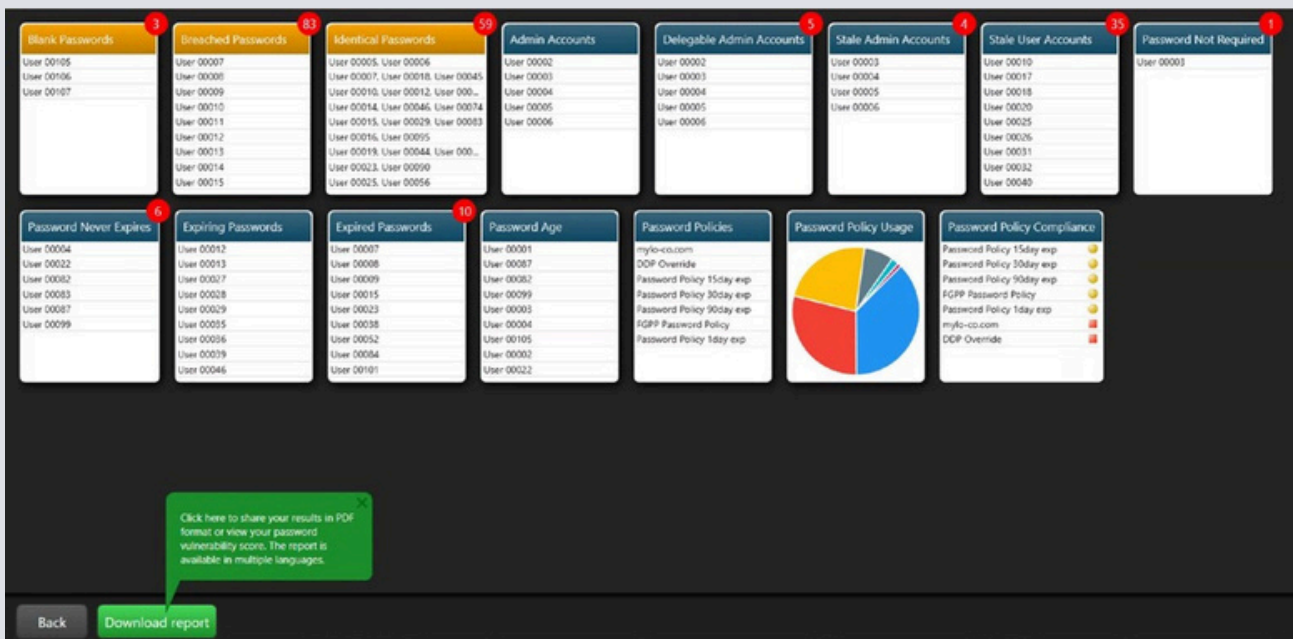 3
Blank Passwords
User 00105
User 00106
User 00107
83
Breached Passwords
User 00007
User 00008
User 00009
User 00010
User 00011
User 00012
User 00013
User 00014
User 00015
59
Identical Passwords
User 00005, User 00006
User 00007, User 00018, User 00045
User 00010, User 00012, User 000...
User 00014, User 00046, User 00074
User 00015, User 00029, User 00083
User 00016, User 00095
User 00019, User 00044, User 000...
User 00023, User 00090
User 00025, User 00056
Admin Accounts
User 00002
User 00003
User 00004
User 00005
User 00006
5
Delegable Admin Accounts
User 00002
User 00003
User 00004
User 00005
User 00006
4
Stale Admin Accounts
User 00003
User 00004
User 00005
User 00006
35
Stale User Accounts
User 00010
User 00017
User 00018
User 00020
User 00025
User 00026
User 00031
User 00032
User 00040
1
Password Not Required
User 00003
6
Password Never Expires
User 00004
User 00022
User 00082
User 00083
User 00087
User 00099
Expiring Passwords
User 00012
User 00013
User 00027
User 00028
User 00029
User 00035
User 00036
User 00039
User 00046
10
Expired Passwords
User 00007
User 00008
User 00009
User 00015
User 00023
User 00038
User 00052
User 00084
User 00101
Password Age
User 00001
User 00087
User 00082
User 00099
User 00003
User 00004
User 00105
User 00002
User 00022
Password Policies
mylo-co.com
DDP Override
Password Policy 15day exp
Password Policy 30day exp
Password Policy 90day exp
FGPP Password Policy
Password Policy 1day exp
Password Policy Usage
Password Policy Compliance
Password Policy 15day exp
Password Policy 30day exp
Password Policy 90day exp
FGPP Password Policy
Password Policy 1day exp
mylo-co.com
DDP Override
Click here to share your results in PDF
format or view your password
vulnerability score. The report is
available in multiple languages.
Back
Download report